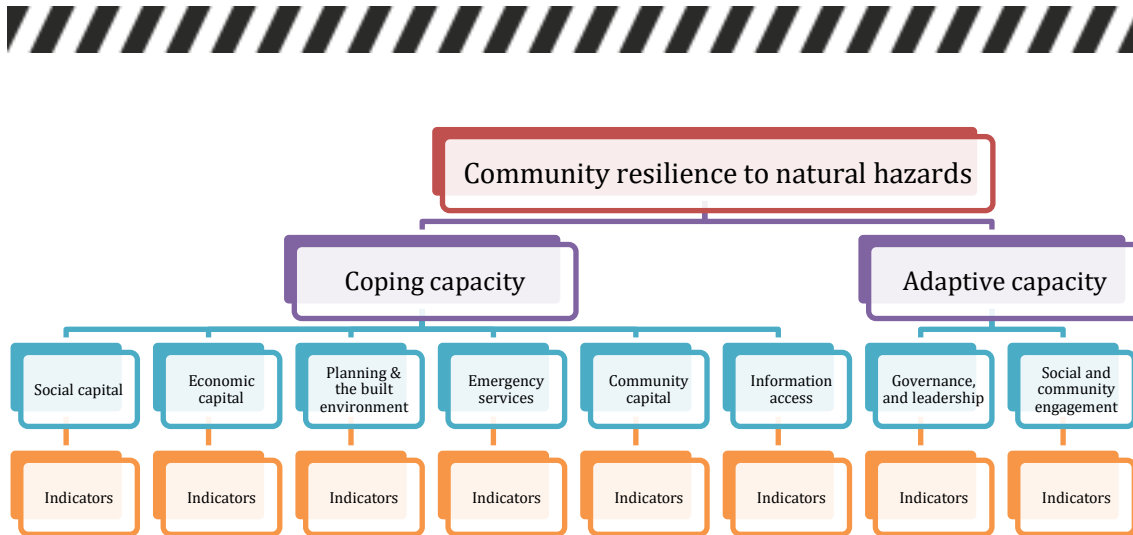 Community resilience to natural hazards
Coping capacity
Adaptive capacity
Social capital
Economic
capital
Planning &
the built
environment
Emergency
services
Community
capital
Information
access
Governance,
and leadership
Social and
community
engagement
Indicators
Indicators
Indicators
Indicators
Indicators
Indicators
Indicators
Indicators